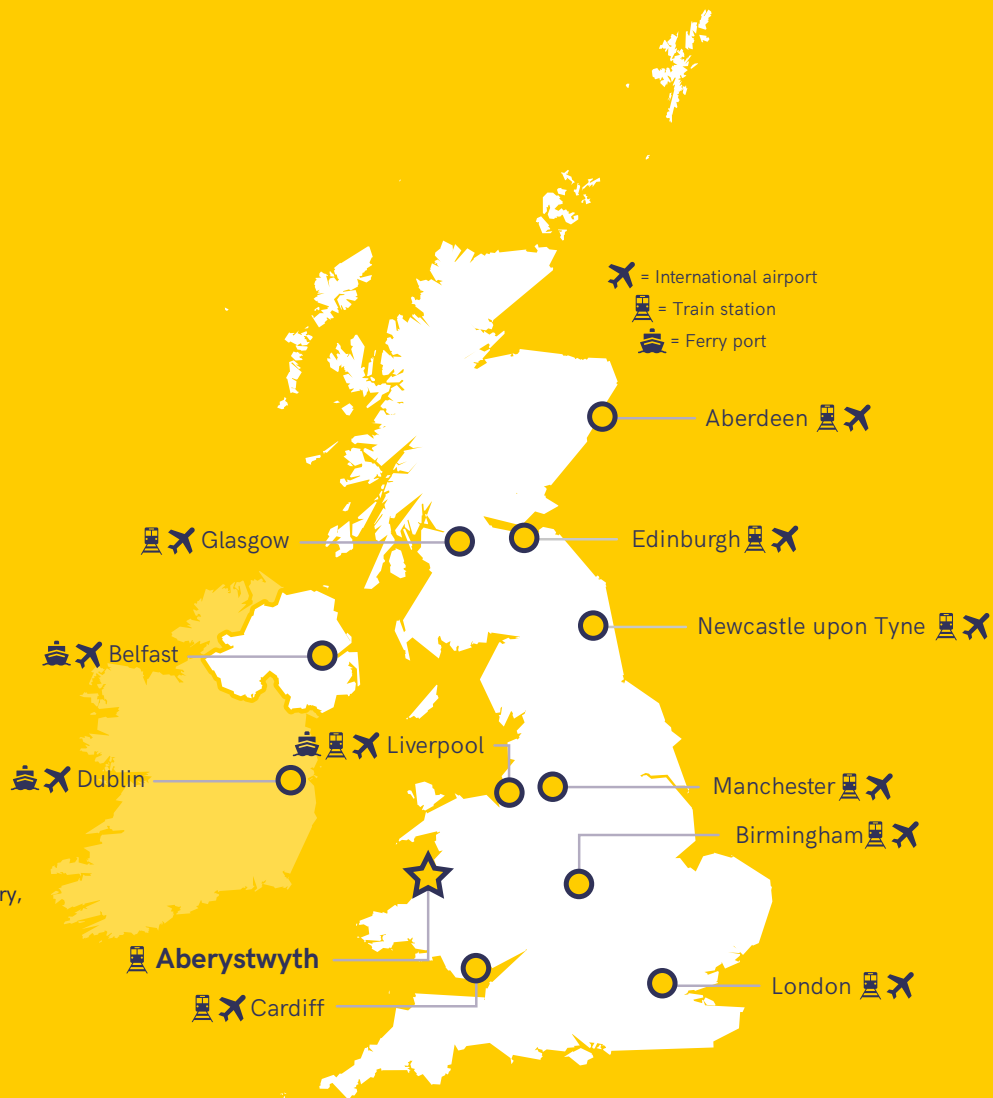 = International airport
= Train station
= Ferry port
Aberdeen
Glasgow
Edinburgh
Newcastle upon Tyne
Belfast
Liverpool
Dublin
Manchester
Birmingham
ry,
Aberystwyth
London
Cardiff